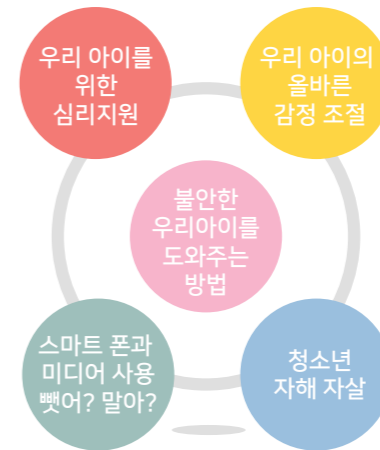 우리 아이를
위한
심리지원
우리 아이의
올바른
감정 조절
불안한
우리아이를
도와주는
방법
스마트 폰과
미디어 사용
뺏어? 말아?
청소년
자해 자살